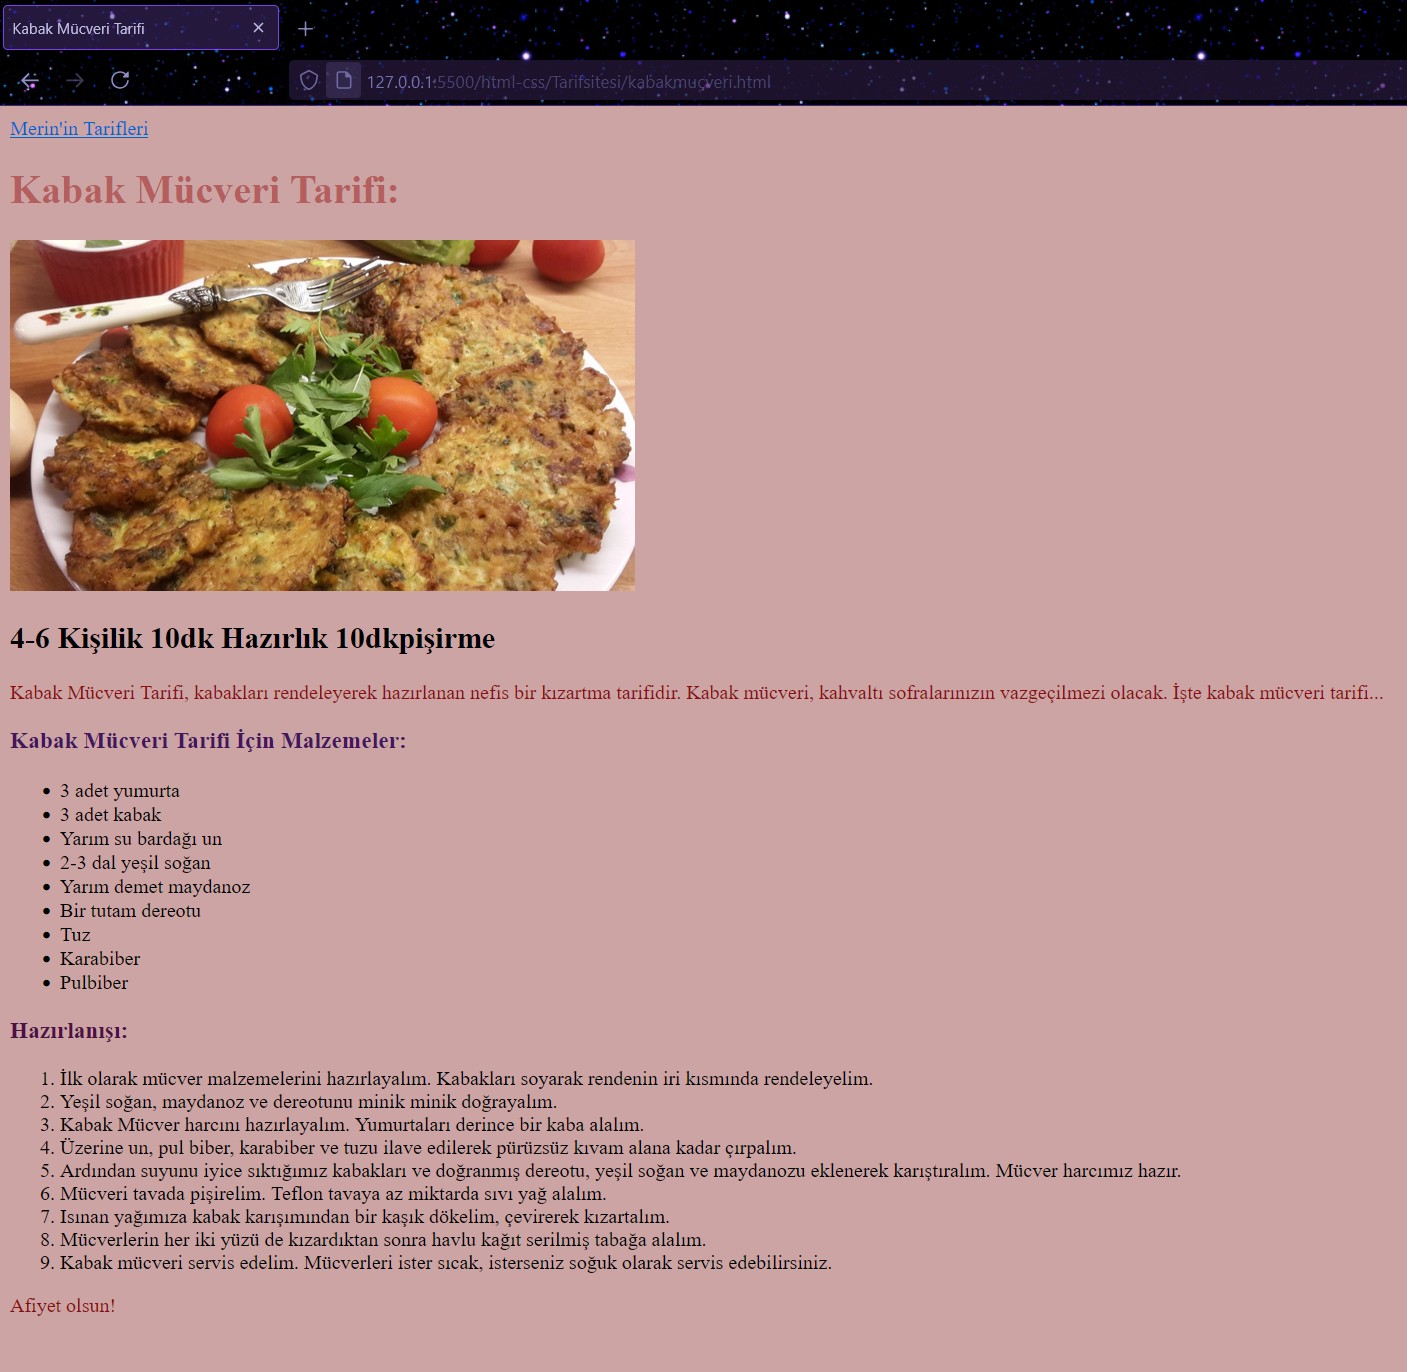 Kabak Mücveri Tarifi
127.0.0.1:5500/html-css/Tarifsitesi/kabakmucveri.html
Merin'in Tarifleri
Kabak Mücveri Tarifi:
4-6 Kişilik 10dk Hazırlık 10dkpişirme
Kabak Mücveri Tarifi, kabakları rendeleyerek hazırlanan nefis bir kızartma tarifidir. Kabak mücveri, kahvaltı sofralarınızın vazgeçilmezi olacak. İşte kabak mücveri tarifi...
Kabak Mücveri Tarifi İçin Malzemeler:
• 3 adet yumurta
• 3 adet kabak
• Yarım su bardağı un
• 2-3 dal yeşil soğan
• Yarım demet maydanoz
• Bir tutam dereotu
• Tuz
• Karabiber
• Pulbiber
Hazırlanışı:
1. İlk olarak mücver malzemelerini hazırlayalım. Kabakları soyarak rendenin iri kısmında rendeleyelim.
2. Yeşil soğan, maydanoz ve dereotunu minik minik doğrayalım.
3. Kabak Mücver harcını hazırlayalım. Yumurtaları derince bir kaba alalım.
4. Üzerine un, pul biber, karabiber ve tuzu ilave edilerek pürüzsüz kıvam alana kadar çırpalım.
5. Ardından suyunu iyice sıktığımız kabakları ve doğranmış dereotu, yeşil soğan ve maydanozu eklenerek karıştıralım. Mücver harcımız hazır.
6. Mücveri tavada pişirelim. Teflon tavaya az miktarda sıvı yağ alalım.
7. Isınan yağımıza kabak karışımından bir kaşık dökelim, çevirerek kızartalım.
8. Mücverlerin her iki yüzü de kızardıktan sonra havlu kağıt serilmiş tabağa alalım.
9. Kabak mücveri servis edelim. Mücverleri ister sıcak, isterseniz soğuk olarak servis edebilirsiniz.
Afiyet olsun!